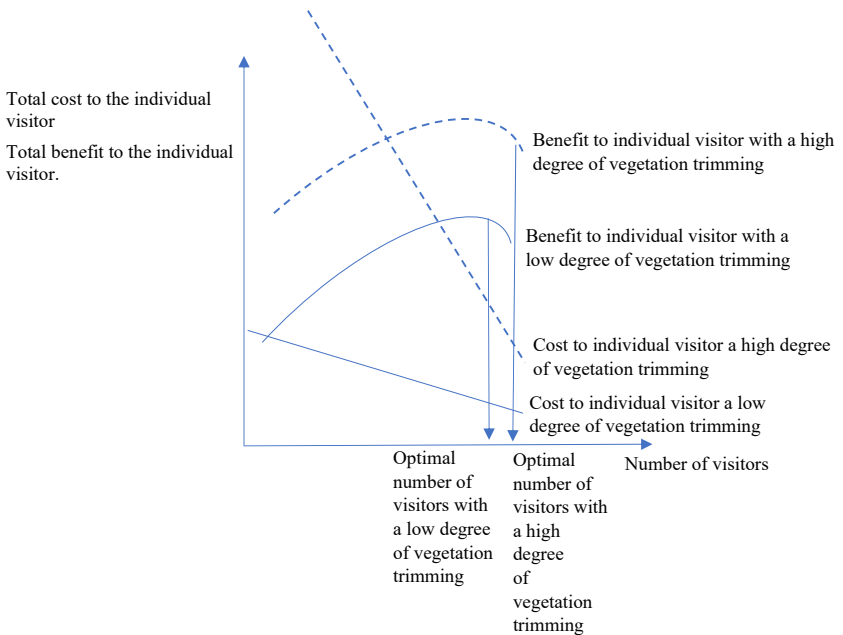 Total cost to the individual
visitor
Total benefit to the individual
visitor.
Benefit to individual visitor with a high
degree of vegetation trimming
Benefit to individual visitor with a
low degree of vegetation trimming
Cost to individual visitor a high degree
of vegetation trimming
Cost to individual visitor a low
degree of vegetation trimming
Optimal
number of
visitors with
a low degree
of vegetation
trimming
Optimal
number of
visitors with
a high
degree
of
vegetation
trimming
Number of visitors